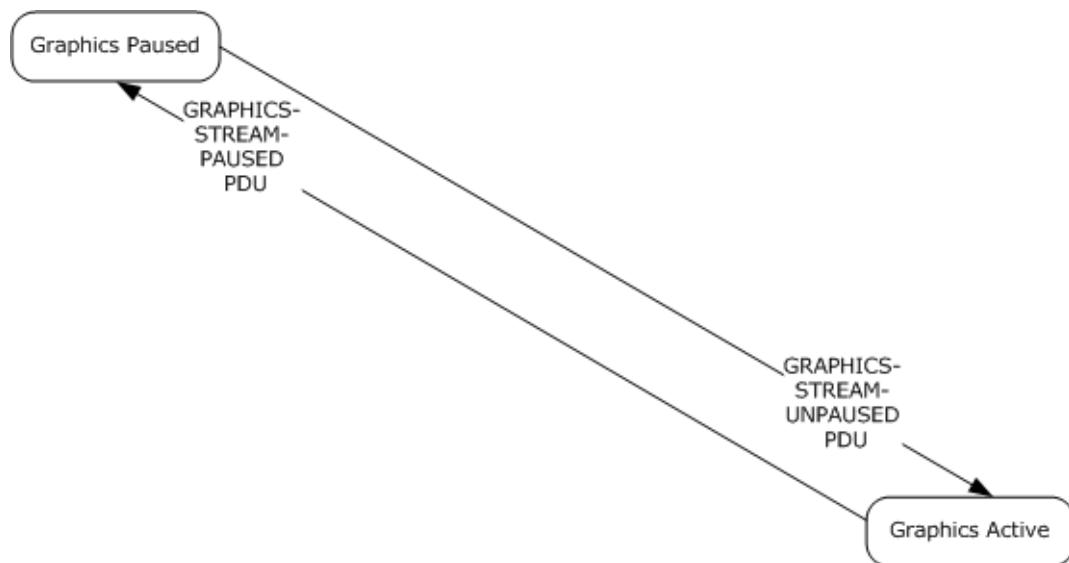 Graphics Paused
GRAPHICS-
STREAM-
PAUSED
PDU
GRAPHICS-
STREAM-
UNPAUSED
PDU
Graphics Active